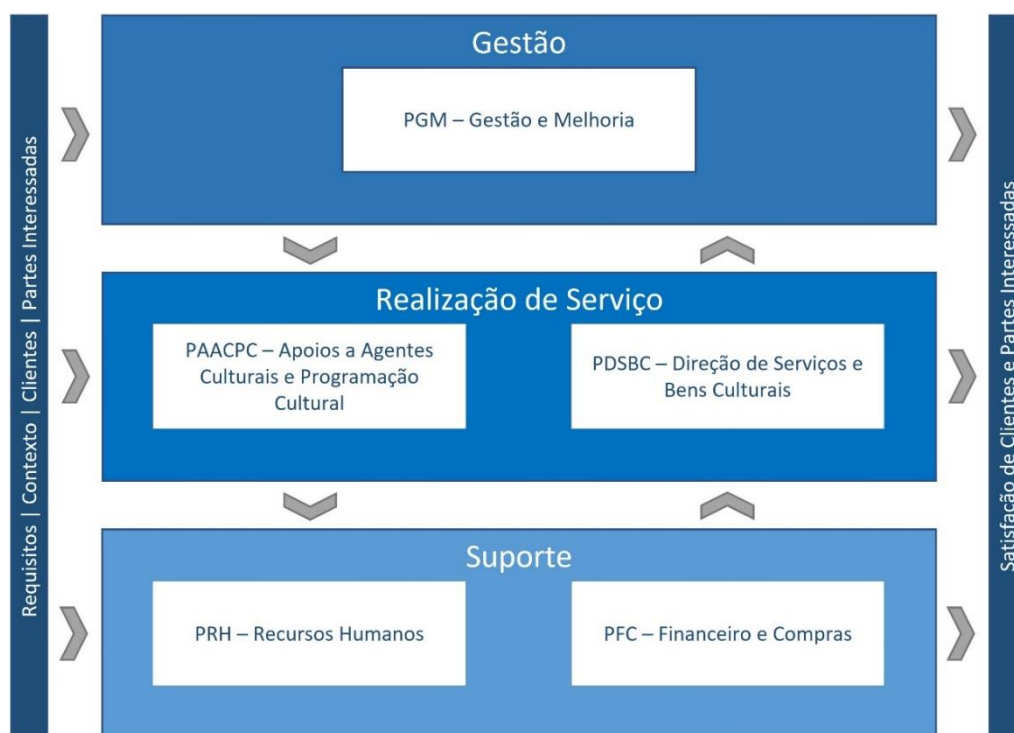 Requisitos | Contexto | Clientes | Partes Interessadas
Gestão
PGM – Gestão e Melhoria
Realização de Serviço
PAACPC – Apoios a Agentes
Culturais e Programação
Cultural
PDSBC – Direção de Serviços e
Bens Culturais
Suporte
PRH – Recursos Humanos
PFC – Financeiro e Compras
Satisfação de Clientes e Partes Interessadas